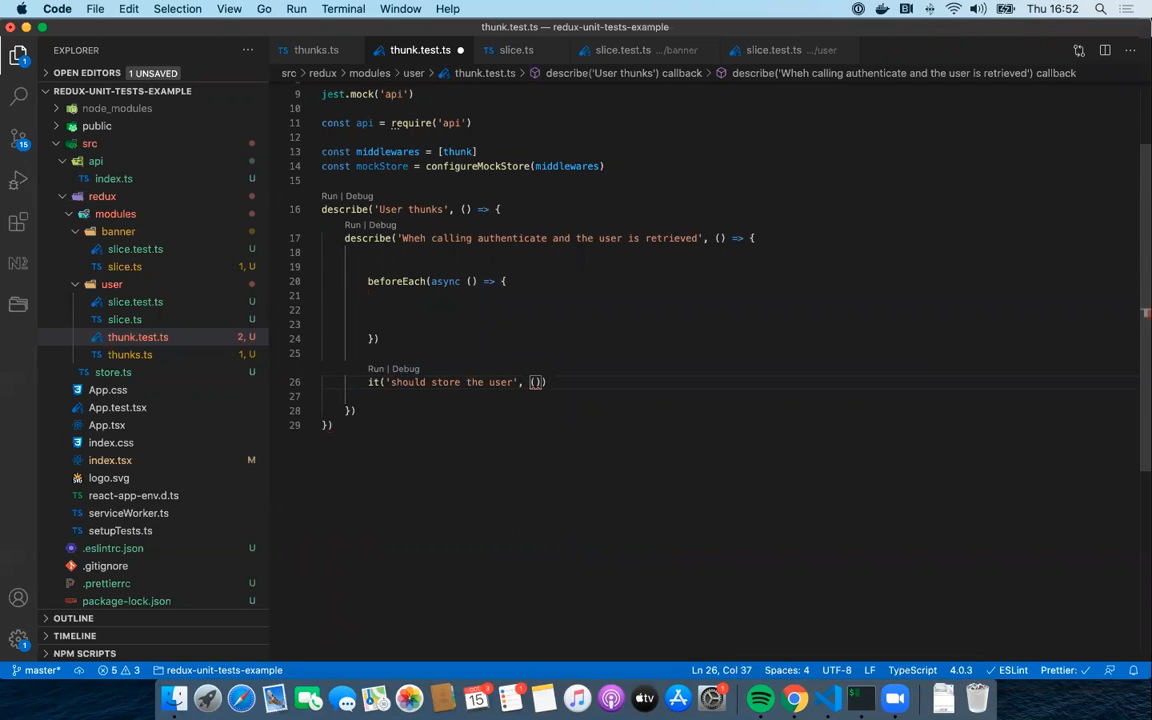 Code File Edit Selection View Go Run Terminal Window Help Thu 16:52
thunk.test.ts — redux-unit-tests-example
EXPLORER
thunks.ts thunk.test.ts slice.ts slice.test.ts .../banner slice.test.ts .../user
OPEN EDITORS 1 UNSAVED
src > redux > modules > user > thunk.test.ts > describe('User thunks') callback > describe('Wheh calling authenticate and the user is retrieved') callback
REDUX-UNIT-TESTS-EXAMPLE
node_modules
public
src
api
index.ts
redux
modules
banner
slice.test.ts U
slice.ts 1, U
user
slice.test.ts U
slice.ts U
thunk.test.ts 2, U
thunks.ts 1, U
store.ts U
App.css
App.test.tsx
App.tsx
index.css
index.tsx M
logo.svg
react-app-env.d.ts
serviceWorker.ts
setupTests.ts
.eslintrc.json U
.gitignore
.prettierrc U
package-lock.json U
OUTLINE
TIMELINE
NPM SCRIPTS
15
1
1
9 jest.mock('api')
10
11 const api = require('api')
12
13 const middlewares = [thunk]
14 const mockStore = configureMockStore(middlewares)
15
Run | Debug
16 describe('User thunks', () => {
Run | Debug
17 describe('Wheh calling authenticate and the user is retrieved', () => {
18
19
20 beforeEach(async () => {
21
22
23
24 })
25
Run | Debug
26 it('should store the user', ())
27
28 })
29 })
master* 5 3 redux-unit-tests-example Ln 26, Col 37 Spaces: 4 UTF-8 LF TypeScript 4.0.3 ESLint Prettier: ✓